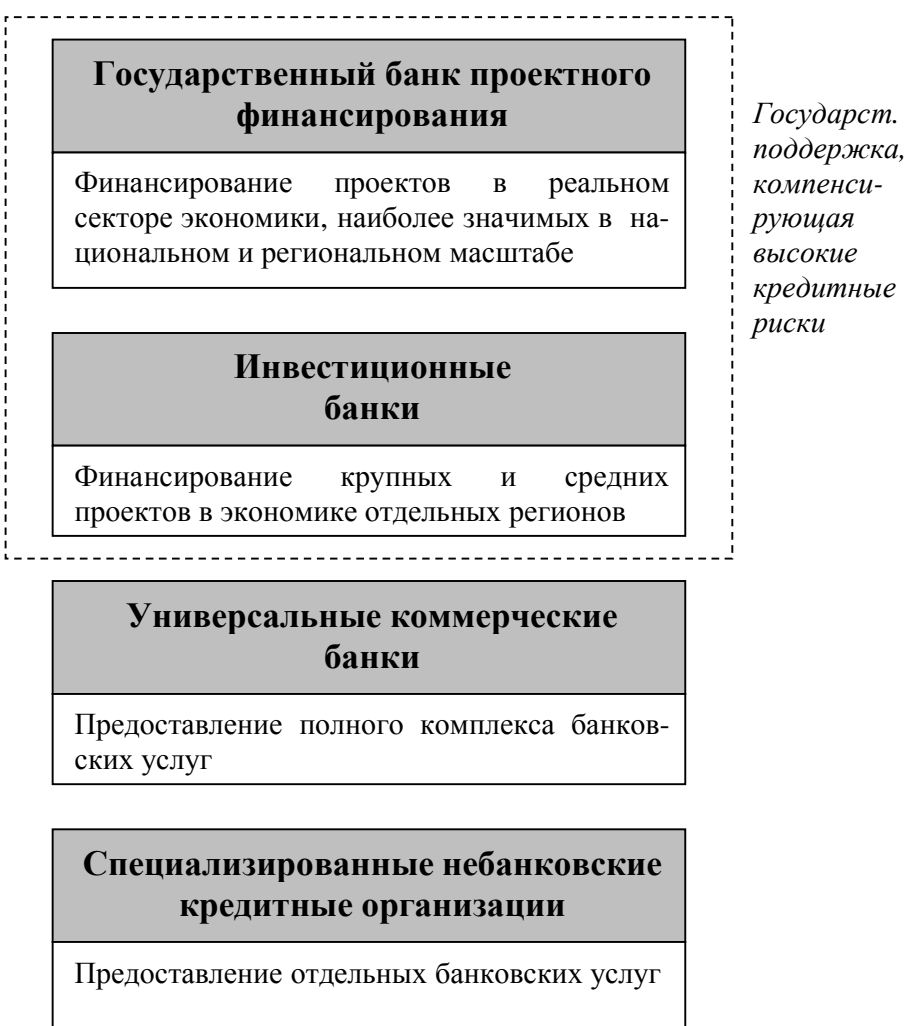 Государственный банк проектного
финансирования
Финансирование проектов в реальном
секторе экономики, наиболее значимых в на-
циональном и региональном масштабе
Государст.
поддержка,
компенси-
рующая
высокие
кредитные
риски
Инвестиционные
банки
Финансирование крупных и средних
проектов в экономике отдельных регионов
Универсальные коммерческие
банки
Предоставление полного комплекса банков-
ских услуг
Специализированные небанковские
кредитные организации
Предоставление отдельных банковских услуг